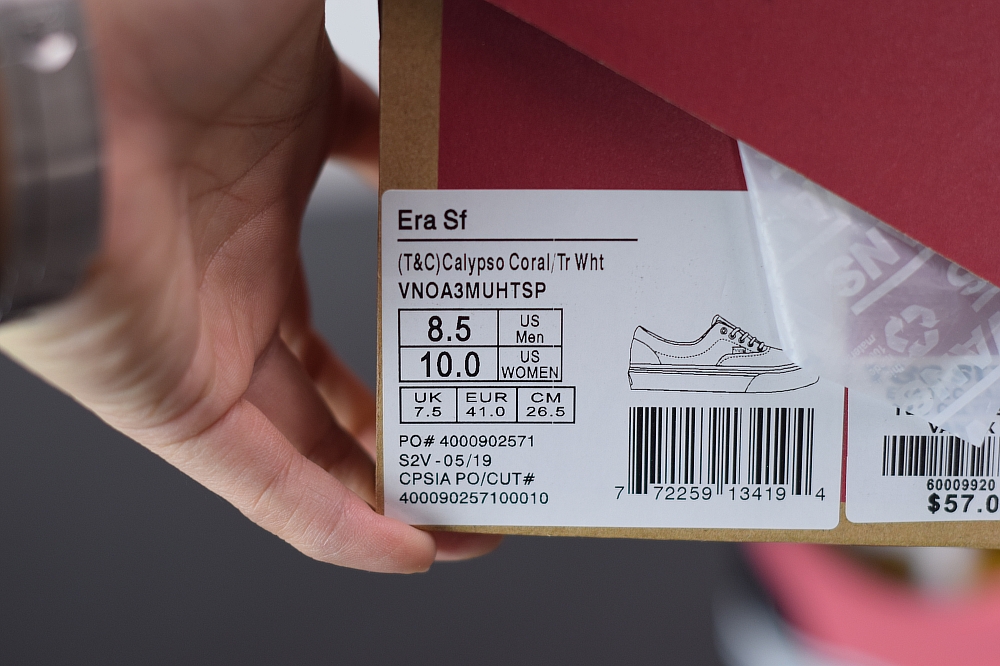 Era Sf
(T&C)Calypso Coral/Tr Wht
VNOA3MUHTSP
8.5 US Men
10.0 US WOMEN
UK EUR CM
7.5 41.0 26.5
PO# 4000902571
S2V - 05/19
CPSIA PO/CUT#
400090257100010
7 72259 13419 4
60009920
$57.0